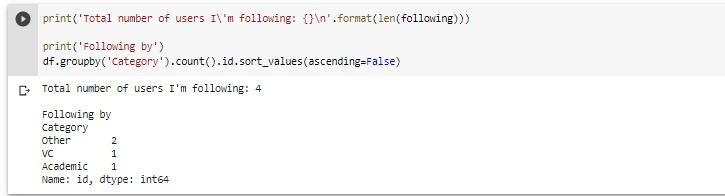 print('Total number of users I\'m following: {}\n'.format(len(following)))
print('Following by')
df.groupby('Category').count().id.sort_values(ascending=False)
Total number of users I'm following: 4
Following by
Category
Other 2
VC 1
Academic 1
Name: id, dtype: int64